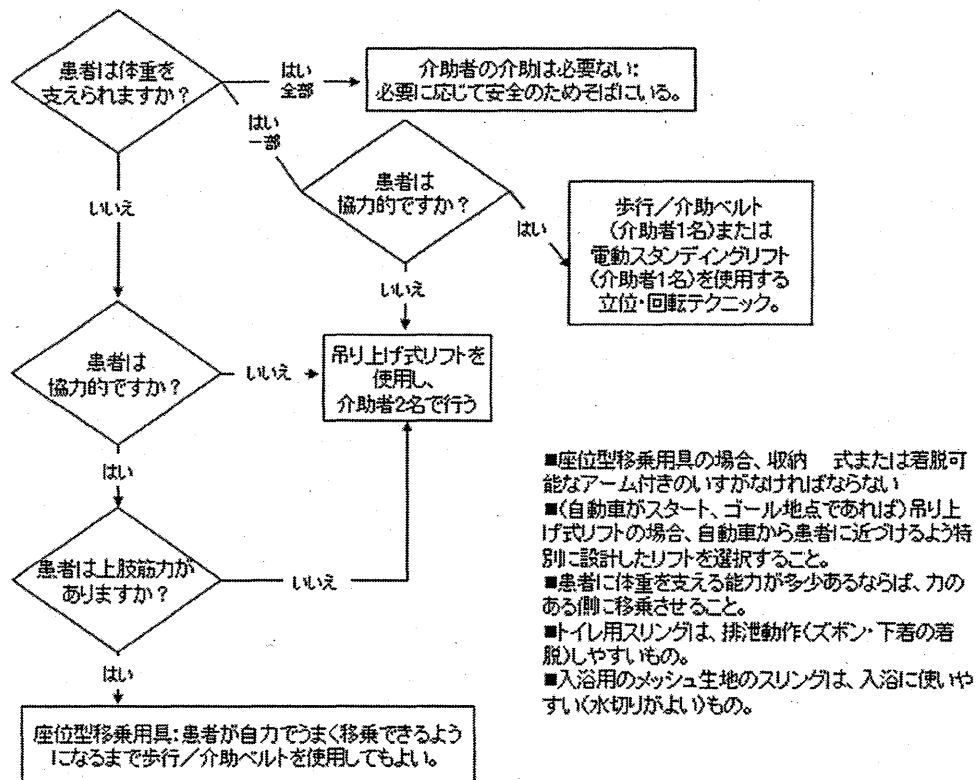 患者は体重を
支えられますか？
はい
全部
介助者の介助は必要ない：
必要に応じて安全のためそばにいる。
はい
一部
患者は
協力的ですか？
はい
歩行／介助ベルト
（介助者1名）または
電動スタンディングリフト
（介助者1名）を使用する
立位・回転テクニック。
いいえ
いいえ
患者は
協力的ですか？
いいえ
吊り上げ式リフトを
使用し、
介助者2名で行う
はい
患者は上肢筋力が
ありますか？
いいえ
はい
座位型移乗用具：患者が自力でうまく移乗できるよう
になるまで歩行／介助ベルトを使用してもよい。
■座位型移乗用具の場合、収納　式または着脱可
能なアーム付きのいすがなければならない
■（自動車がスタート、ゴール地点であれば）吊り上
げ式リフトの場合、自動車から患者に近づけるよう特
別に設計したリフトを選択すること。
■患者に体重を支える能力が多少あるならば、力の
ある側に移乗させること。
■トイレ用スリングは、排泄動作（ズボン・下着の着
脱）しやすいもの。
■入浴用のメッシュ生地のスリングは、入浴に使いや
すい（水切りがよい）もの。